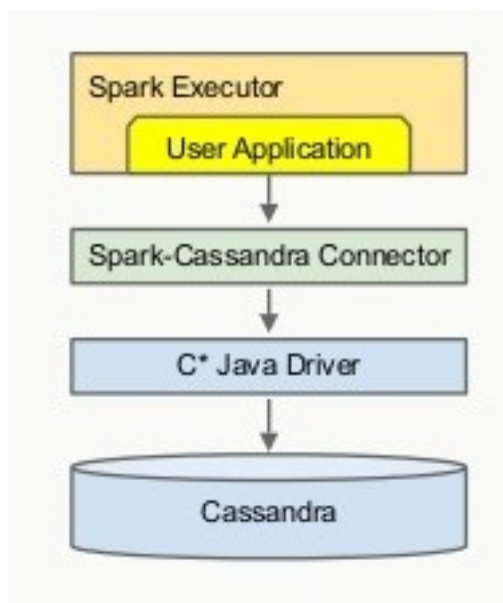 Spark Executor
User Application
Spark-Cassandra Connector
C* Java Driver
Cassandra